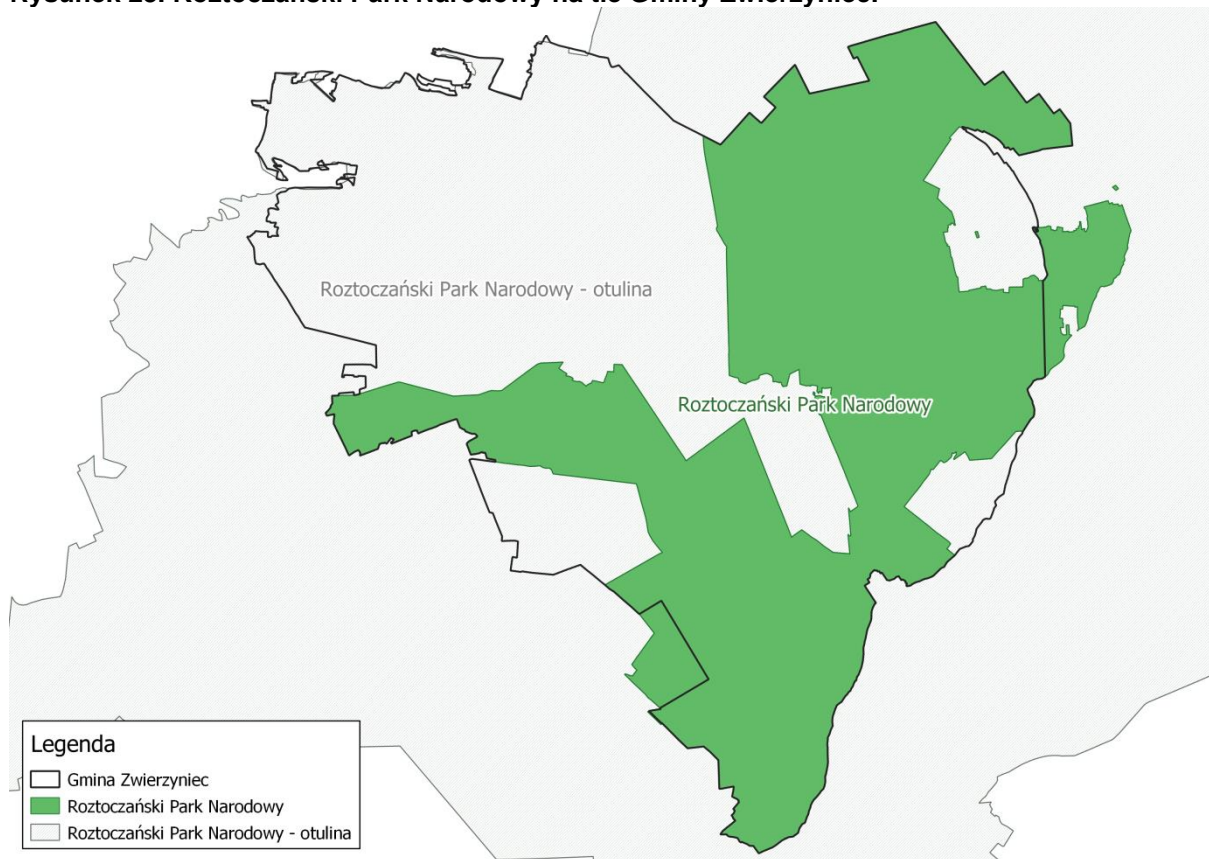 Roztoczański Park Narodowy - otulina
Roztoczański Park Narodowy
Legenda
Gmina Zwierzyniec
Roztoczański Park Narodowy
Roztoczański Park Narodowy - otulina